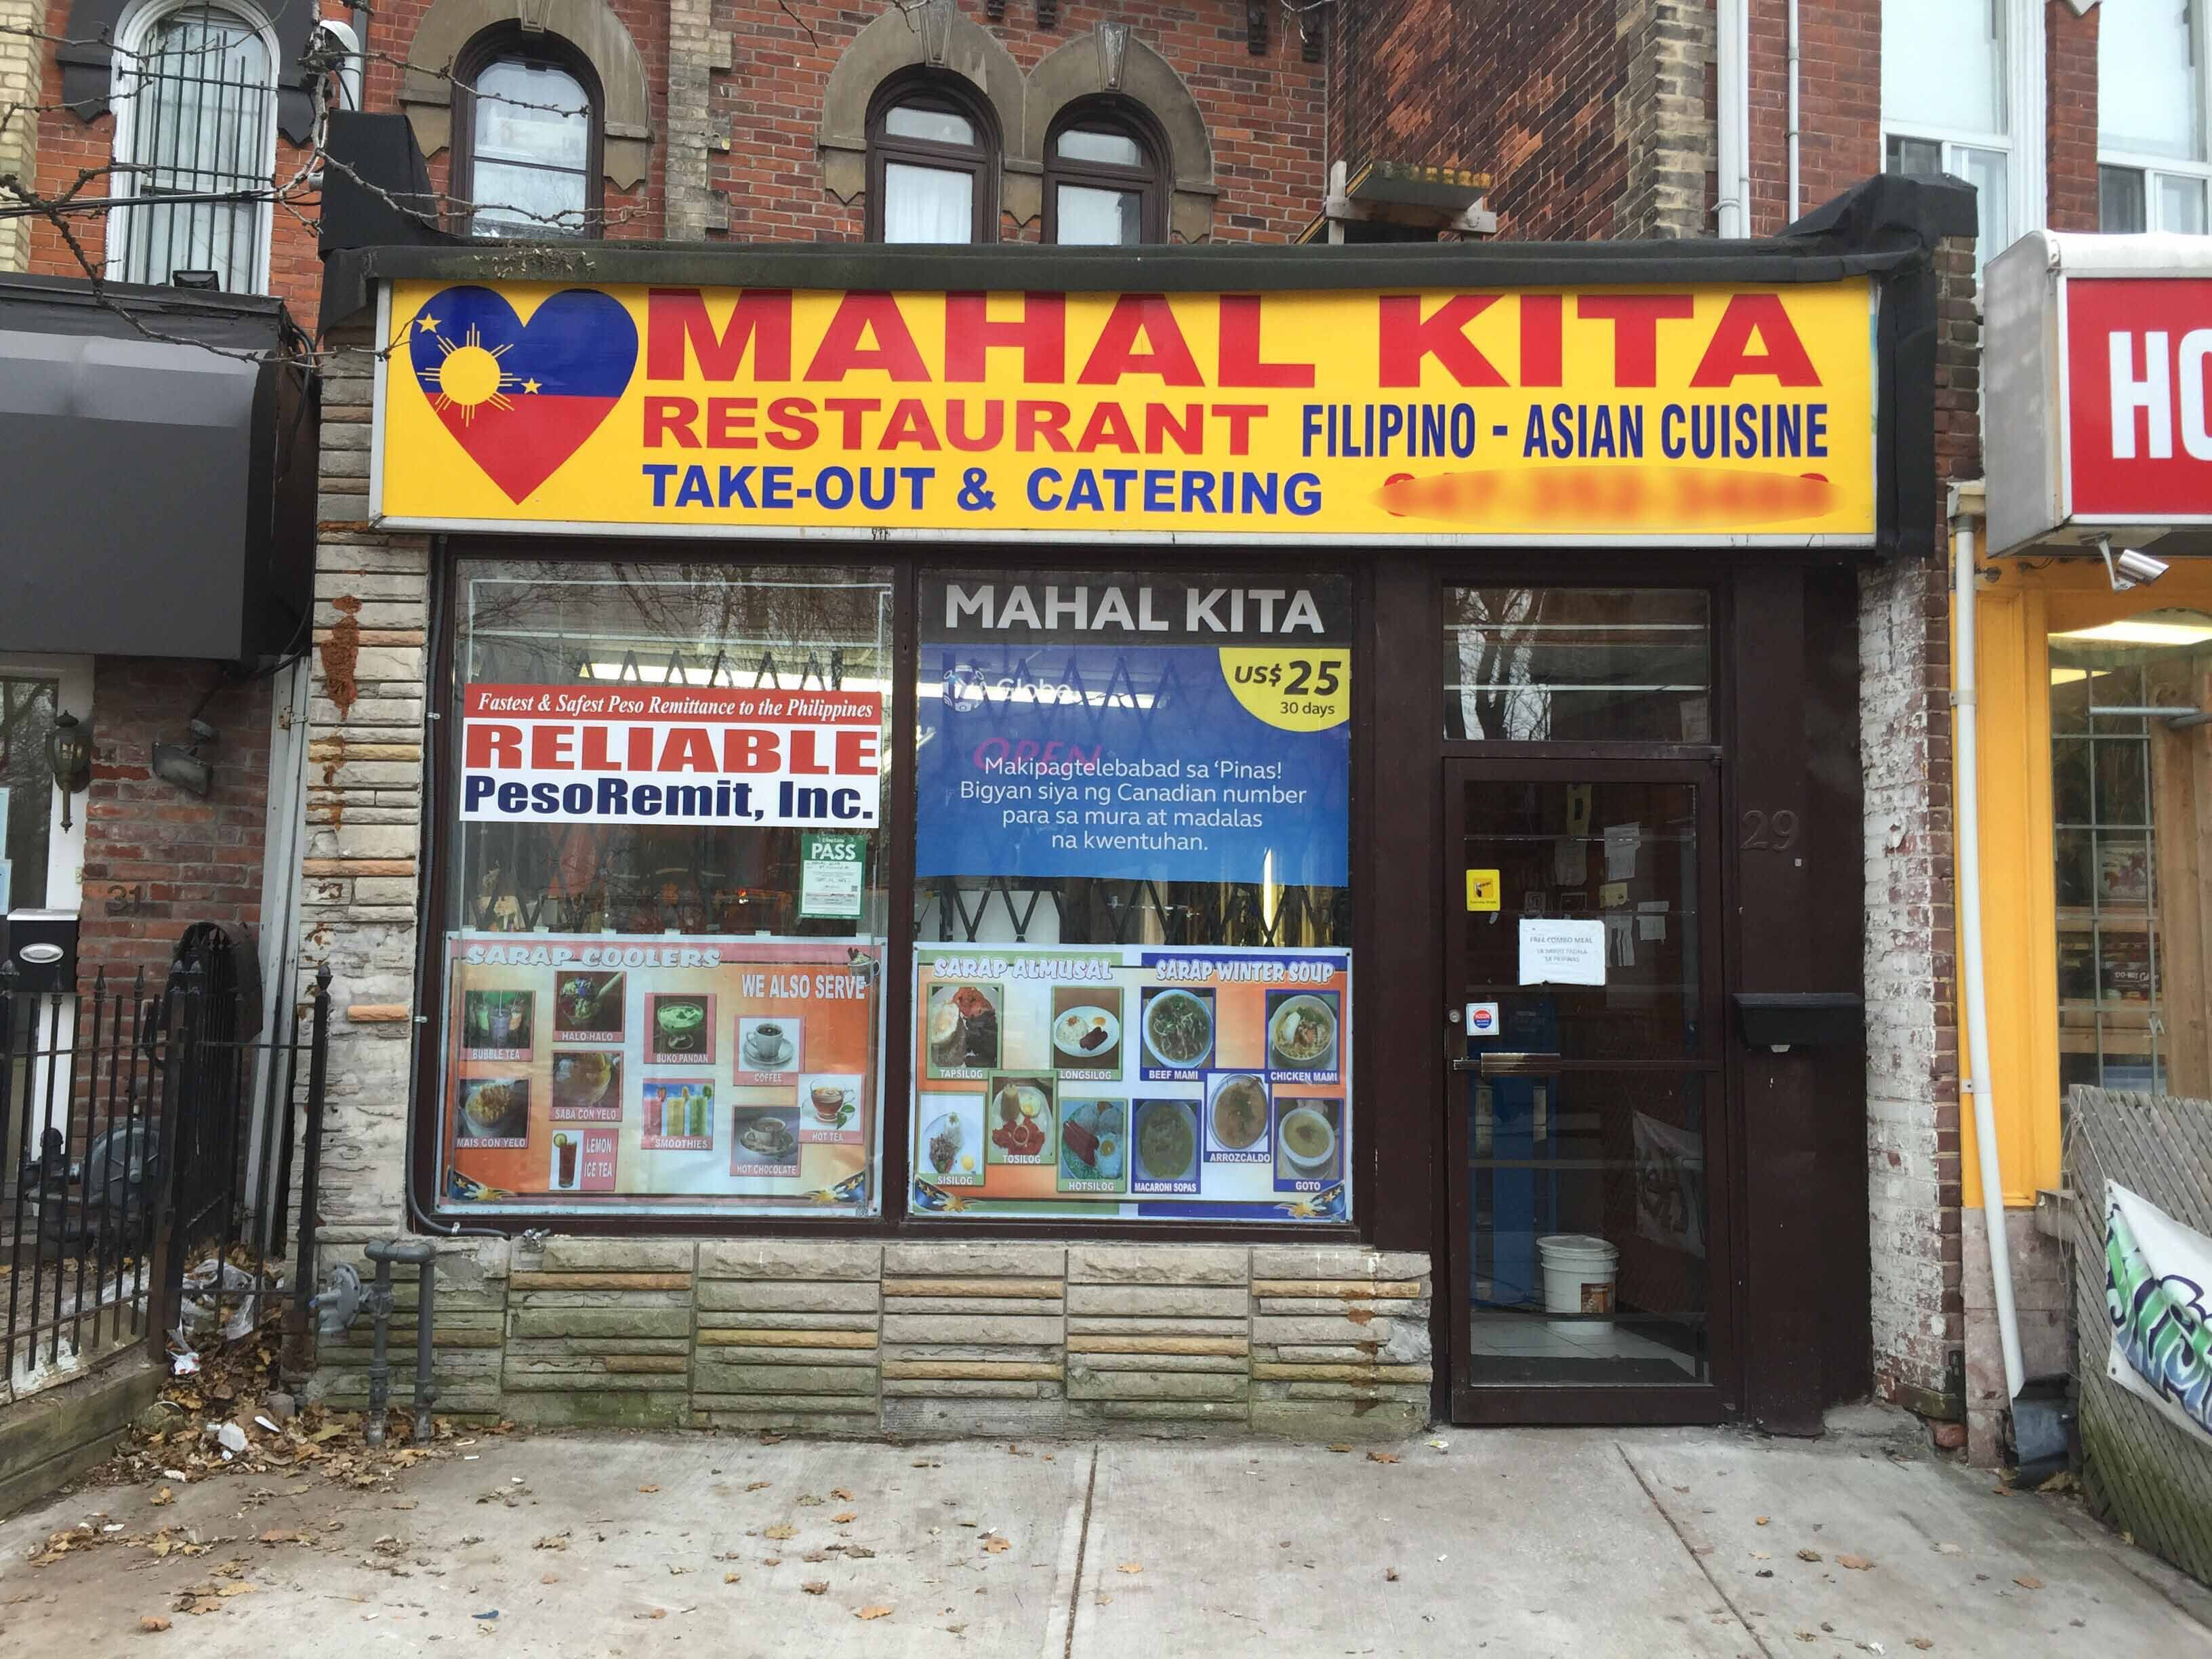 MAHAL KITA
RESTAURANT FILIPINO - ASIAN CUISINE
TAKE-OUT & CATERING
HO
Fastest & Safest Peso Remittance to the Philippines
RELIABLE
PesoRemit, Inc.
PASS
MAHAL KITA
Globe
US$ 25
30 days
OPEN
Makipagtelebabad sa ‘Pinas!
Bigyan siya ng Canadian number
para sa mura at madalas
na kwentuhan.
SARAP COOLERS
WE ALSO SERVE
BUBBLE TEA
HALO-HALO
BUKO PANDAN
COFFEE
MAIS CON YELO
SABA CON YELO
LEMON
ICE TEA
SMOOTHIES
HOT CHOCOLATE
HOT TEA
SARAP ALMUSAL
TAPSILOG
LONGSILOG
SISILOG
TOSILOG
HOTSILOG
SARAP WINTER SOUP
BEEF MAMI
CHICKEN MAMI
MACARONI SOPAS
ARROZCALDO
GOTO
FREE COMBO MEAL
29
31